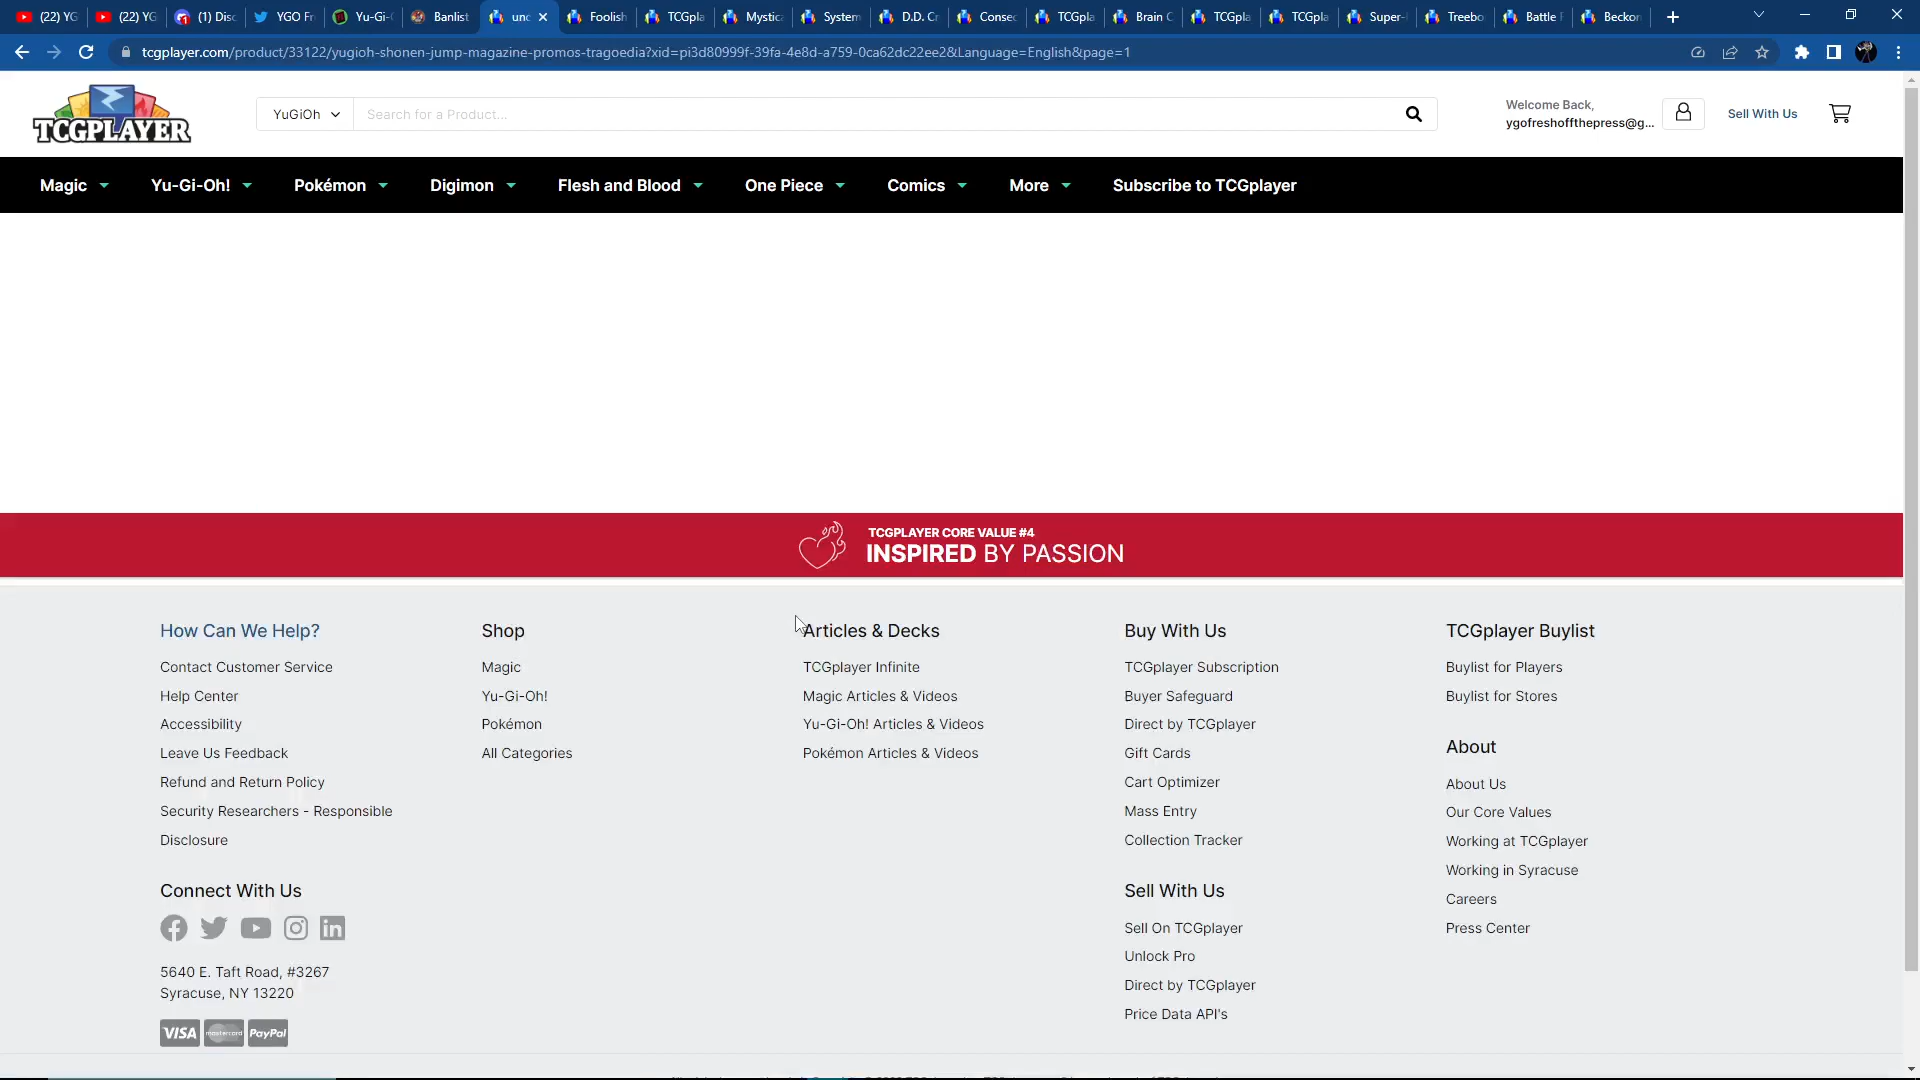 (22) YG
(22) YG
(1) Disc
YGO Fr
Yu-Gi-
Banlist
unc
Foolish
TCGpla
Mystic
System
D.D. Cr
Consec
TCGpla
Brain C
TCGpla
TCGpla
Super-
Treebo
Battle
Beckon
tcgplayer.com/product/33122/yugioh-shonen-jump-magazine-promos-tragoedia?xid=pi3d80999f-39fa-4e8d-a759-0ca62dc22ee2&Language=English&page=1
TCGPLAYER
YuGiOh
Search for a Product...
Welcome Back,
ygofreshoffthepress@g...
Sell With Us
Magic
Yu-Gi-Oh!
Pokémon
Digimon
Flesh and Blood
One Piece
Comics
More
Subscribe to TCGplayer
TCGPLAYER CORE VALUE #4
INSPIRED BY PASSION
How Can We Help?
Contact Customer Service
Help Center
Accessibility
Leave Us Feedback
Refund and Return Policy
Security Researchers - Responsible
Disclosure
Connect With Us
5640 E. Taft Road, #3267
Syracuse, NY 13220
VISA
mastercard
PayPal
Shop
Magic
Yu-Gi-Oh!
Pokémon
All Categories
Articles & Decks
TCGplayer Infinite
Magic Articles & Videos
Yu-Gi-Oh! Articles & Videos
Pokémon Articles & Videos
Buy With Us
TCGplayer Subscription
Buyer Safeguard
Direct by TCGplayer
Gift Cards
Cart Optimizer
Mass Entry
Collection Tracker
Sell With Us
Sell On TCGplayer
Unlock Pro
Direct by TCGplayer
Price Data API's
TCGplayer Buylist
Buylist for Players
Buylist for Stores
About
About Us
Our Core Values
Working at TCGplayer
Working in Syracuse
Careers
Press Center